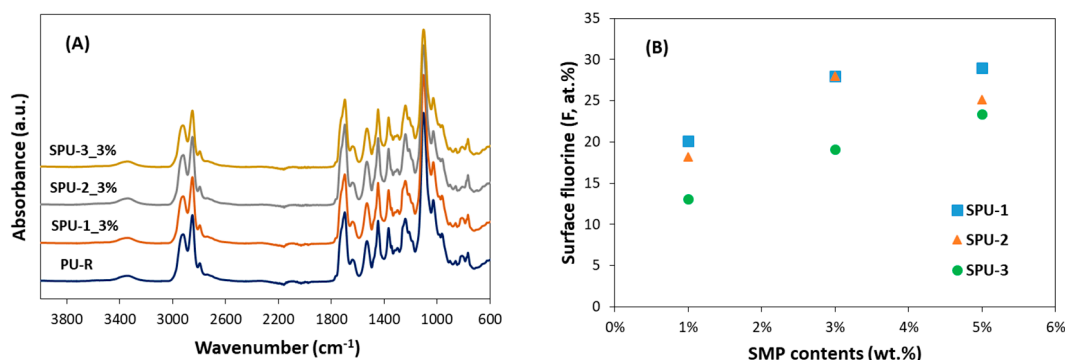 (A)
Absorbance (a.u.)
SPU-3_3%
SPU-2_3%
SPU-1_3%
PU-R
3800 3400 3000 2600 2200 1800 1400 1000 600
Wavenumber (cm⁻¹)
(B)
Surface fluorine (F, at.%)
35
30
25
20
15
10
5
0
SPU-1
SPU-2
SPU-3
0% 1% 2% 3% 4% 5% 6%
SMP contents (wt.%)